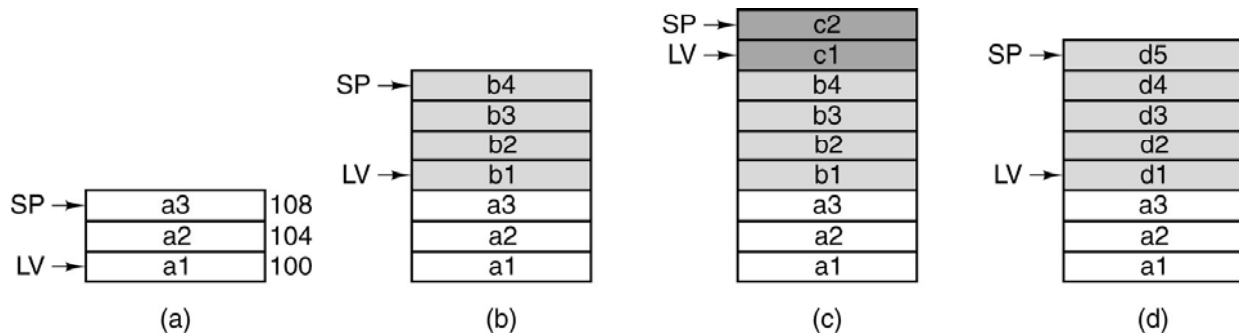 SP a3 108
a2 104
LV a1 100
(a)
SP b4
b3
b2
LV b1
a3
a2
a1
(b)
SP c2
LV c1
b4
b3
b2
b1
a3
a2
a1
(c)
SP d5
d4
d3
d2
LV d1
a3
a2
a1
(d)